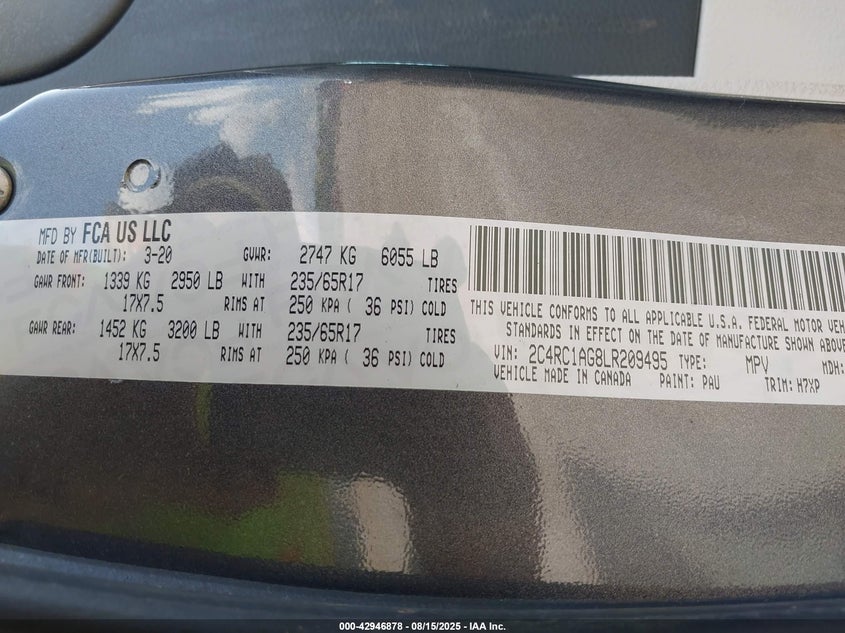 MFD BY FCA US LLC
DATE OF MFR(BUILT): 3-20 GVWR: 2747 KG 6055 LB
GAWR FRONT: 1339 KG 2950 LB WITH 235/65R17 TIRES
17X7.5 RIMS AT 250 KPA ( 36 PSI) COLD
GAWR REAR: 1452 KG 3200 LB WITH 235/65R17 TIRES
17X7.5 RIMS AT 250 KPA ( 36 PSI) COLD
THIS VEHICLE CONFORMS TO ALL APPLICABLE U.S.A. FEDERAL MOTOR VEH
STANDARDS IN EFFECT ON THE DATE OF MANUFACTURE SHOWN ABOVE
VIN: 2C4RC1AG8LR209495 TYPE: MPV MDH:
VEHICLE MADE IN CANADA PAINT: PAU TRIM: H7XP
000-42946878 - 08/15/2025 - IAA Inc.